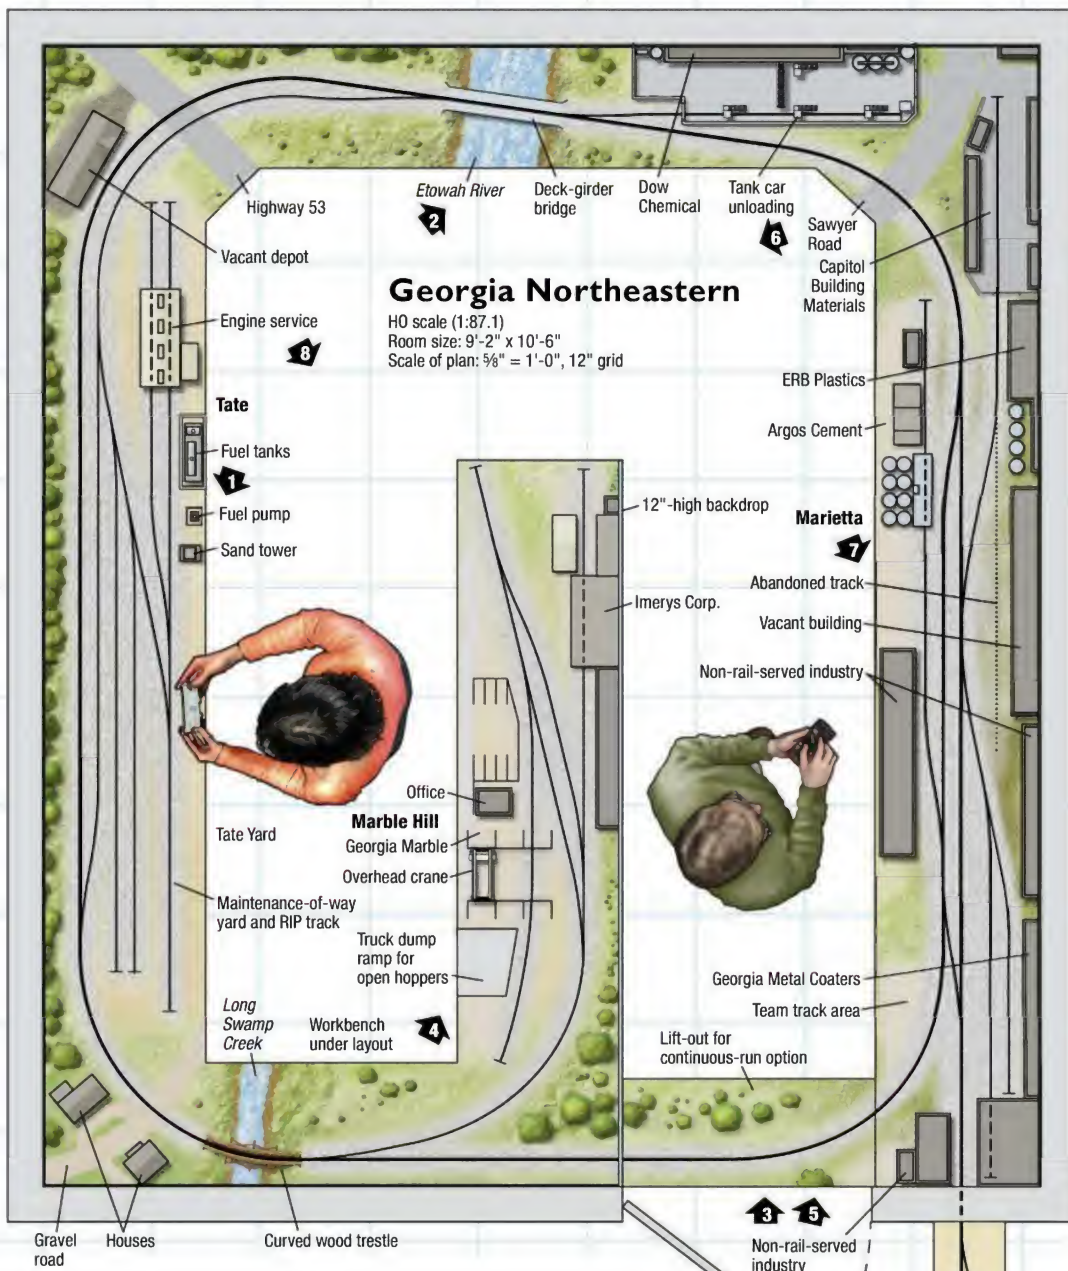 Highway 53
Etowah River
2
Deck-girder
bridge
Dow
Chemical
Tank car
unloading
6
Sawyer
Road
Vacant depot
Capitol
Building
Materials
Georgia Northeastern
HO scale (1:87.1)
Room size: 9'-2" x 10'-6"
Scale of plan: ⅝" = 1'-0", 12" grid
Engine service
8
ERB Plastics
Tate
Argos Cement
Fuel tanks
1
Fuel pump
Sand tower
12"-high backdrop
Marietta
7
Abandoned track
Imerys Corp.
Vacant building
Non-rail-served industry
Office
Tate Yard
Marble Hill
Georgia Marble
Overhead crane
Maintenance-of-way
yard and RIP track
Truck dump
ramp for
open hoppers
Georgia Metal Coaters
Team track area
Long
Swamp
Creek
Workbench
under layout
4
Lift-out for
continuous-run option
3
5
Gravel
road
Houses
Curved wood trestle
Non-rail-served
industry